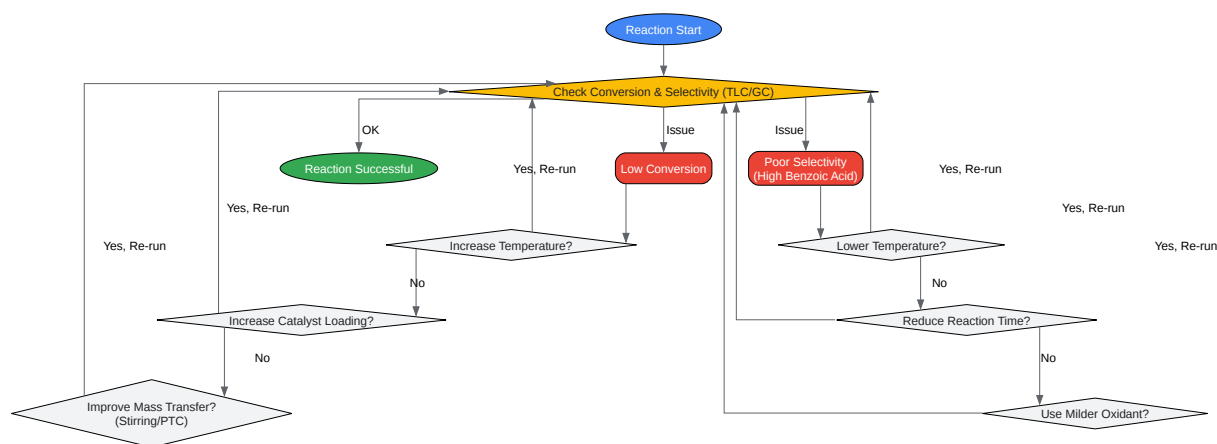 Reaction Start
Check Conversion & Selectivity (TLC/GC)
OK
Issue
Issue
Reaction Successful
Yes, Re-run
Low Conversion
Poor Selectivity
(High Benzoic Acid)
Yes, Re-run
Yes, Re-run
Yes, Re-run
Yes, Re-run
Increase Temperature?
Lower Temperature?
Yes, Re-run
No
No
Increase Catalyst Loading?
Reduce Reaction Time?
No
No
Improve Mass Transfer?
(Stirring/PTC)
Use Milder Oxidant?